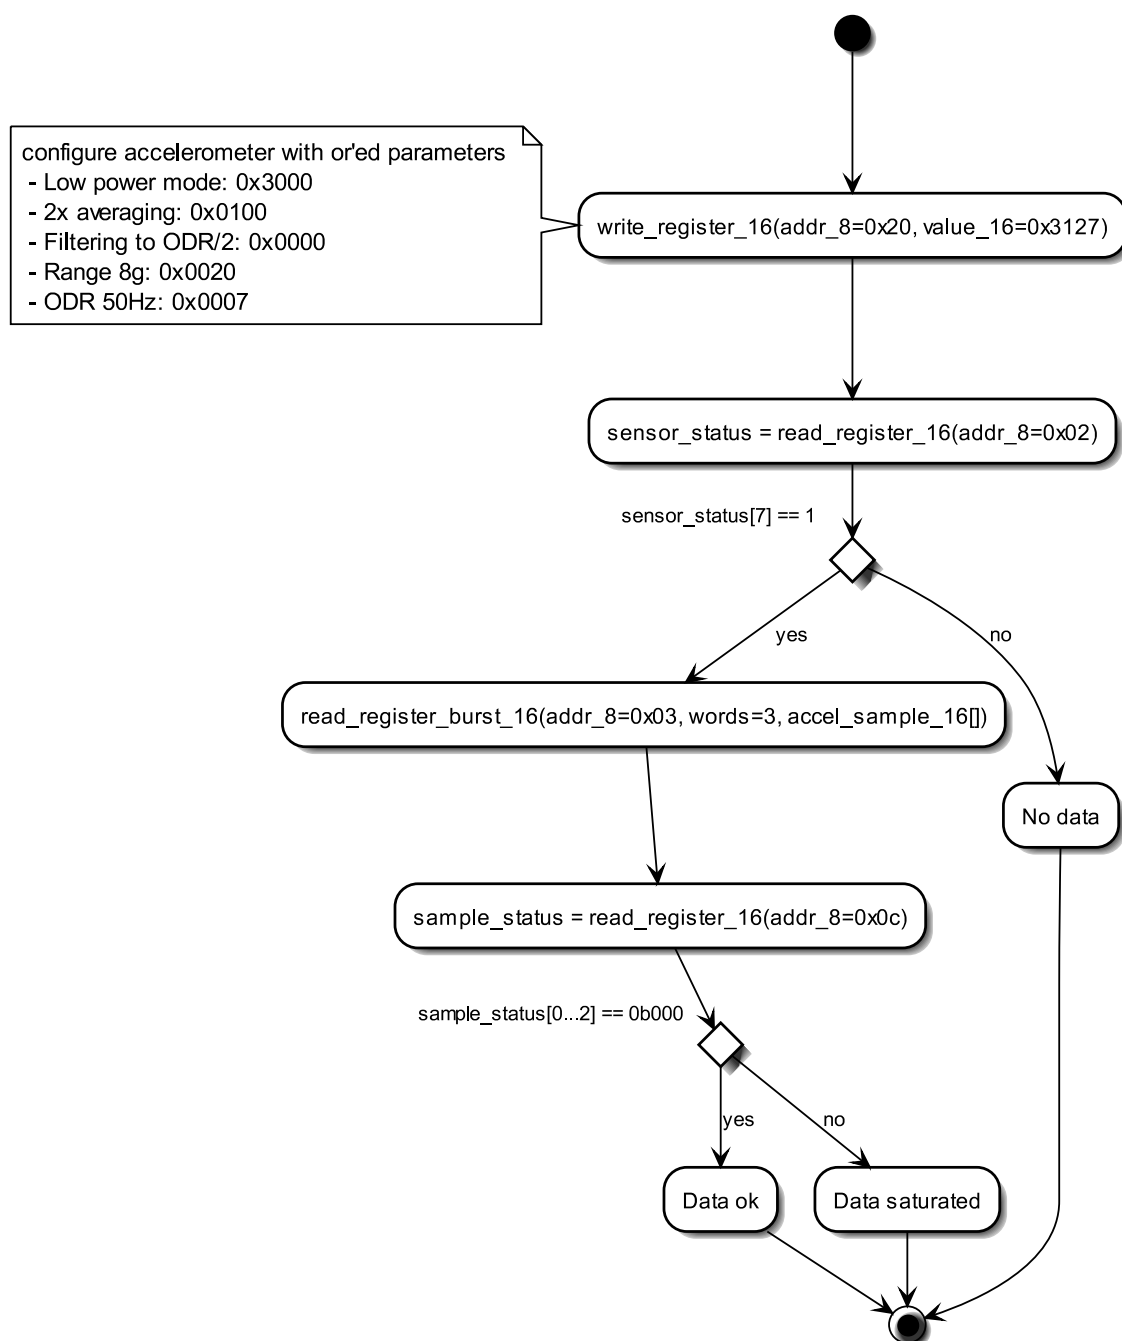 configure accelerometer with or'ed parameters
- Low power mode: 0x3000
- 2x averaging: 0x0100
- Filtering to ODR/2: 0x0000
- Range 8g: 0x0020
- ODR 50Hz: 0x0007
write_register_16(addr_8=0x20, value_16=0x3127)
sensor_status = read_register_16(addr_8=0x02)
sensor_status[7] == 1
yes
no
read_register_burst_16(addr_8=0x03, words=3, accel_sample_16[])
No data
sample_status = read_register_16(addr_8=0x0c)
sample_status[0...2] == 0b000
yes
no
Data ok
Data saturated